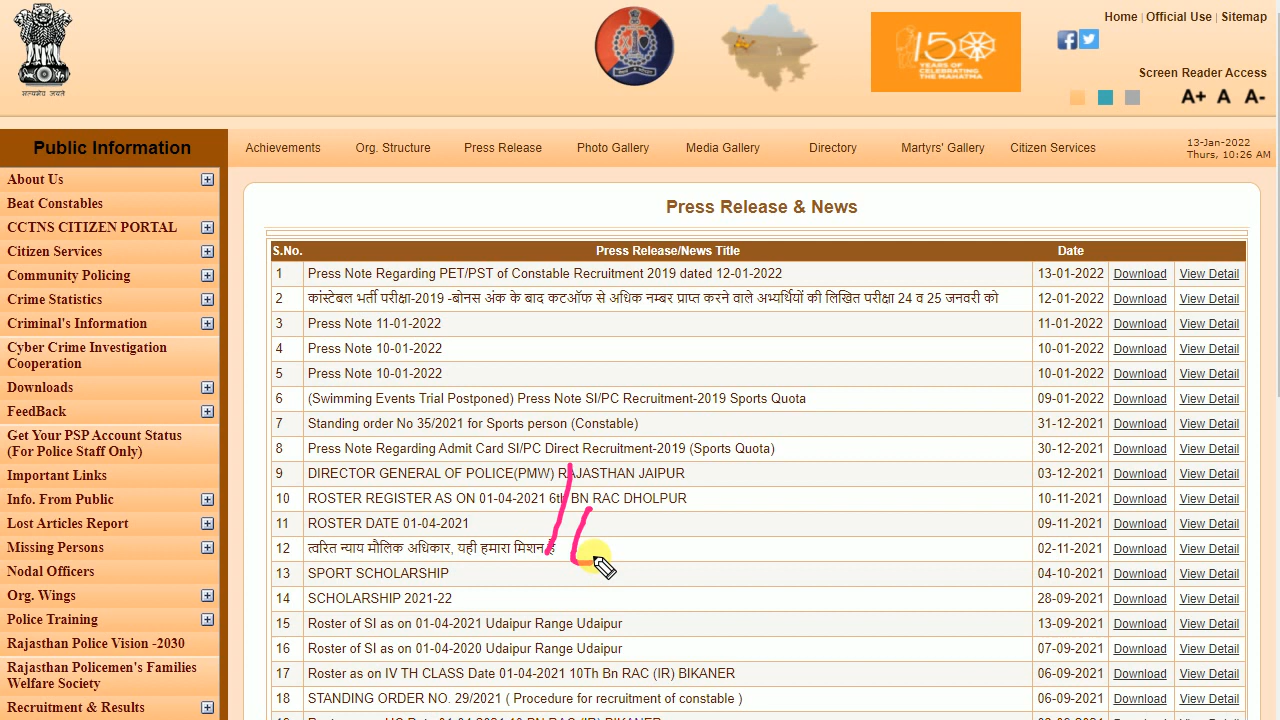 सत्यमेव जयते
150
YEARS OF
CELEBRATING
THE MAHATMA
Home | Official Use | Sitemap
Screen Reader Access
A+ A A-
Public Information
Achievements Org. Structure Press Release Photo Gallery Media Gallery Directory Martyrs' Gallery Citizen Services
13-Jan-2022
Thurs, 10:26 AM
About Us
Beat Constables
CCTNS CITIZEN PORTAL
Citizen Services
Community Policing
Crime Statistics
Criminal's Information
Cyber Crime Investigation
Cooperation
Downloads
FeedBack
Get Your PSP Account Status
(For Police Staff Only)
Important Links
Info. From Public
Lost Articles Report
Missing Persons
Nodal Officers
Org. Wings
Police Training
Rajasthan Police Vision -2030
Rajasthan Policemen's Families
Welfare Society
Recruitment & Results
Press Release & News
S.No. Press Release/News Title Date
1 Press Note Regarding PET/PST of Constable Recruitment 2019 dated 12-01-2022 13-01-2022 Download View Detail
2 कांस्टेबल भर्ती परीक्षा-2019 -बोनस अंक के बाद कटऑफ से अधिक नम्बर प्राप्त करने वाले अभ्यर्थियों की लिखित परीक्षा 24 व 25 जनवरी को 12-01-2022 Download View Detail
3 Press Note 11-01-2022 11-01-2022 Download View Detail
4 Press Note 10-01-2022 10-01-2022 Download View Detail
5 Press Note 10-01-2022 10-01-2022 Download View Detail
6 (Swimming Events Trial Postponed) Press Note SI/PC Recruitment-2019 Sports Quota 09-01-2022 Download View Detail
7 Standing order No 35/2021 for Sports person (Constable) 31-12-2021 Download View Detail
8 Press Note Regarding Admit Card SI/PC Direct Recruitment-2019 (Sports Quota) 30-12-2021 Download View Detail
9 DIRECTOR GENERAL OF POLICE(PMW) RAJASTHAN JAIPUR 03-12-2021 Download View Detail
10 ROSTER REGISTER AS ON 01-04-2021 6th BN RAC DHOLPUR 10-11-2021 Download View Detail
11 ROSTER DATE 01-04-2021 09-11-2021 Download View Detail
12 त्वरित न्याय मौलिक अधिकार, यही हमारा मिशन है 02-11-2021 Download View Detail
13 SPORT SCHOLARSHIP 04-10-2021 Download View Detail
14 SCHOLARSHIP 2021-22 28-09-2021 Download View Detail
15 Roster of SI as on 01-04-2021 Udaipur Range Udaipur 13-09-2021 Download View Detail
16 Roster of SI as on 01-04-2020 Udaipur Range Udaipur 07-09-2021 Download View Detail
17 Roster as on IV TH CLASS Date 01-04-2021 10Th Bn RAC (IR) BIKANER 06-09-2021 Download View Detail
18 STANDING ORDER NO. 29/2021 ( Procedure for recruitment of constable ) 06-09-2021 Download View Detail